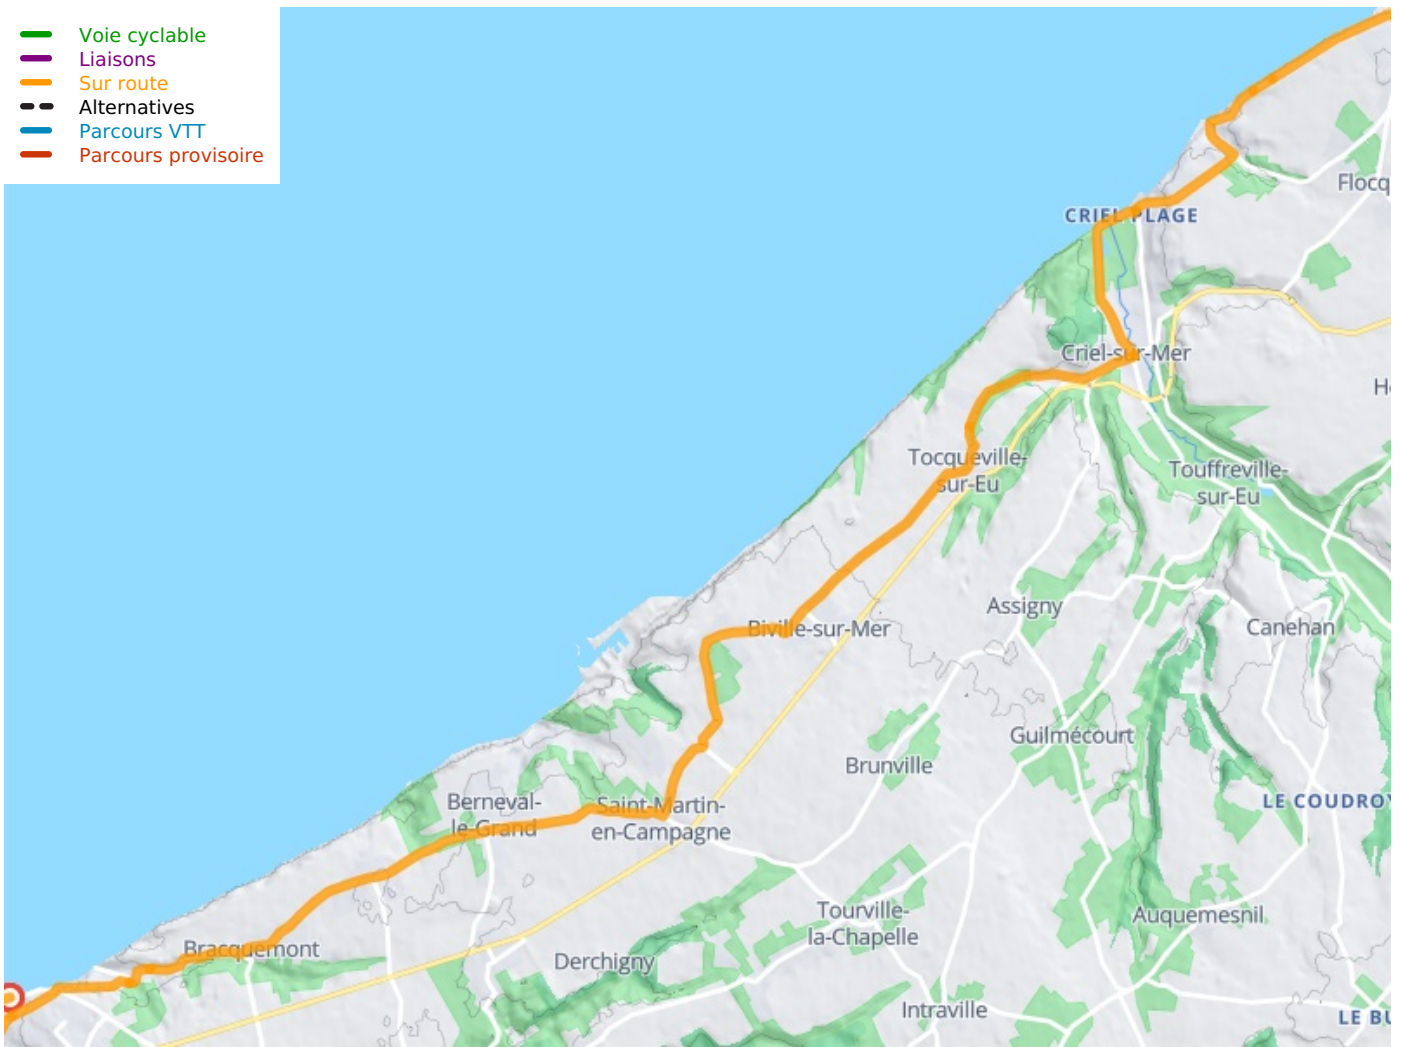 Voie cyclable
Liaisons
Sur route
Alternatives
Parcours VTT
Parcours provisoire
Flocq
CRIEL PLAGE
Criel-sur-Mer
H
Tocqueville-
sur-Eu
Touffreville-
sur-Eu
Assigny
Canehan
Biville-sur-Mer
Guilmécourt
Brunville
LE COUDROY
Berneval-
le-Grand
Saint-Martin-
en-Campagne
Auquemesnil
Tourville-
la-Chapelle
Bracquemont
Derchigny
Intraville
LE BU